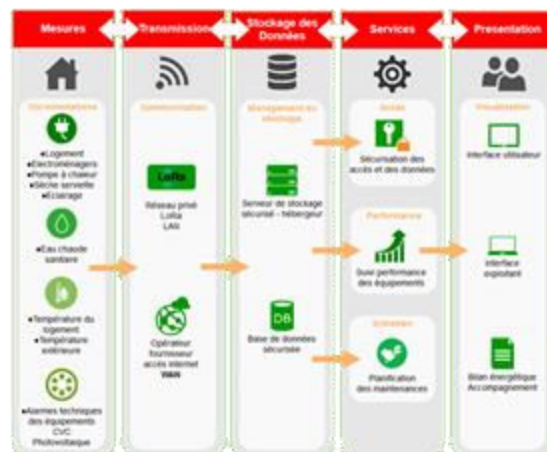 Mesures
Transmission
Stockage des
Données
Services
Presentation
Communication
Management du
stockage
Accès
Visualisation
●Logement
●Electroménagers
●Pompe à chaleur
●Sèche serviette
●Eclairage
●Eau chaude
sanitaire
●Température du
logement
●Température
extérieure
●Alarmes techniques
des équipements
CVC
Photovoltaique
LoRa
Réseau privé
LoRa
LAN
Opérateur
fournisseur
accès internet
WAN
Serveur de stockage
sécurisé - hébergeur
DB
Base de données
sécurisée
Sécurisation des
accès et des données
Performance
Suivi performance
des équipements
Planification
des maintenances
Interface utilisateur
Interface
exploitant
Bilan énergétique
Accompagnement